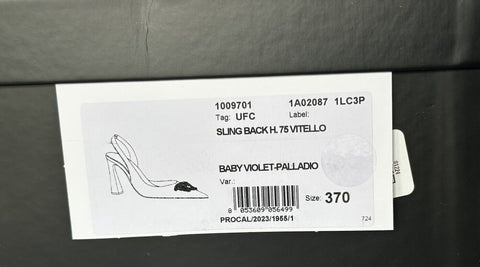 1009701 1A02087 1LC3P
Tag: UFC Label:
SLING BACK H. 75 VITELLO
BABY VIOLET-PALLADIO
Var.:
Size: 370
8 053609 056499
PROCAL/2023/1955/1
724